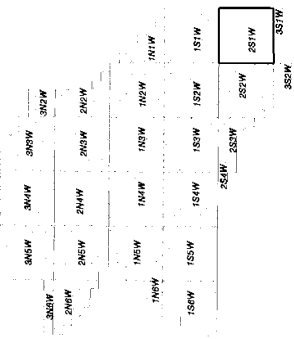 3N6W 3N5W 3N4W 3N3W 3N2W
2N6W 2N5W 2N4W 2N3W 2N2W
1N6W 1N5W 1N4W 1N3W 1N2W 1N1W
1S6W 1S5W 1S4W 1S3W 1S2W 1S1W
2S4W 2S3W 2S2W 2S1W
3S2W 3S1W